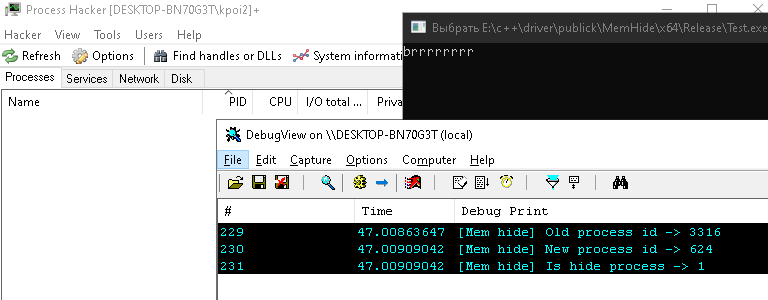 Process Hacker [DESKTOP-BN70G3T\kpoi2]+
Hacker View Tools Users Help
Refresh Options Find handles or DLLs System informati
Processes Services Network Disk
Name PID CPU I/O total ... Priva
Выбрать E:\c++\driver\publick\MemHide\x64\Release\Test.exe
brrrrrrrr
DebugView on \\DESKTOP-BN70G3T (local)
File Edit Capture Options Computer Help
# Time Debug Print
229 47.00863647 [Mem hide] Old process id -> 3316
230 47.00909042 [Mem hide] New process id -> 624
231 47.00909042 [Mem hide] Is hide process -> 1